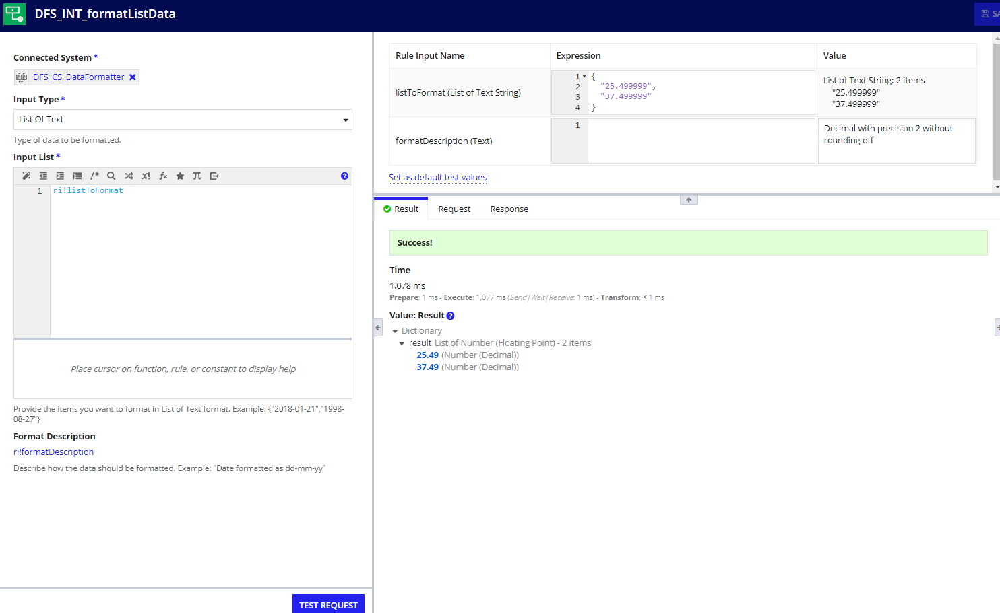 DFS_INT_formatListData
Connected System *
DFS_CS_DataFormatter
Input Type *
List Of Text
Type of data to be formatted.
Input List *
1 ri!listToFormat
Place cursor on function, rule, or constant to display help
Provide the items you want to format in List of Text format. Example: {"2018-01-21","1998-
08-27"}
Format Description
ri!formatDescription
Describe how the data should be formatted. Example: "Date formatted as dd-mm-yy"
TEST REQUEST
Rule Input Name Expression Value
listToFormat (List of Text String)
1 {
2 "25.499999",
3 "37.499999"
4 }
List of Text String: 2 items
"25.499999"
"37.499999"
formatDescription (Text)
1
Decimal with precision 2 without
rounding off
Set as default test values
Result Request Response
Success!
Time
1,078 ms
Prepare: 1 ms - Execute: 1,077 ms (Send|Wait|Receive: 1 ms) - Transform: < 1 ms
Value: Result
Dictionary
result List of Number (Floating Point) - 2 items
25.49 (Number (Decimal))
37.49 (Number (Decimal))